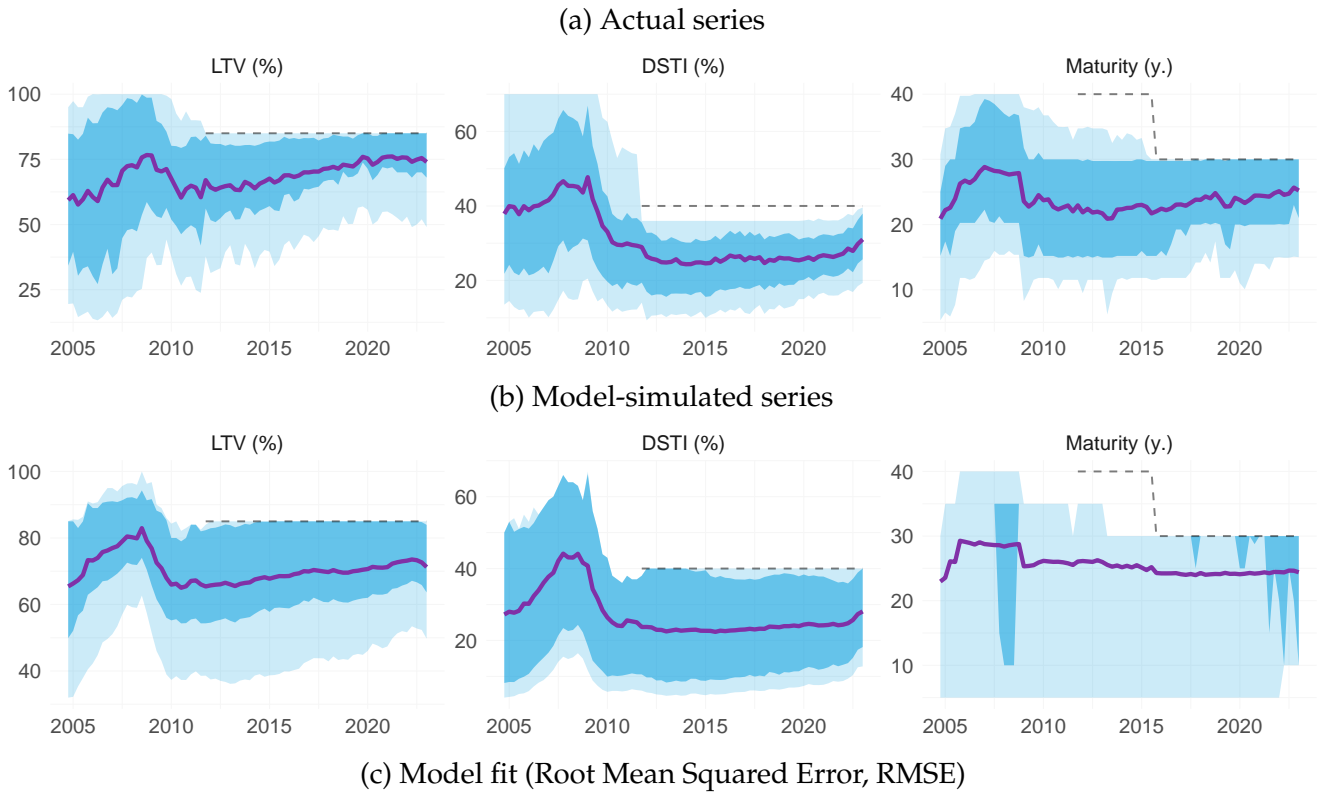 (a) Actual series
LTV (%)
DSTI (%)
Maturity (y.)
100
75
50
25
60
40
20
40
30
20
10
2005 2010 2015 2020
2005 2010 2015 2020
2005 2010 2015 2020
(b) Model-simulated series
LTV (%)
DSTI (%)
Maturity (y.)
100
80
60
40
60
40
20
40
30
20
10
2005 2010 2015 2020
2005 2010 2015 2020
2005 2010 2015 2020
(c) Model fit (Root Mean Squared Error, RMSE)